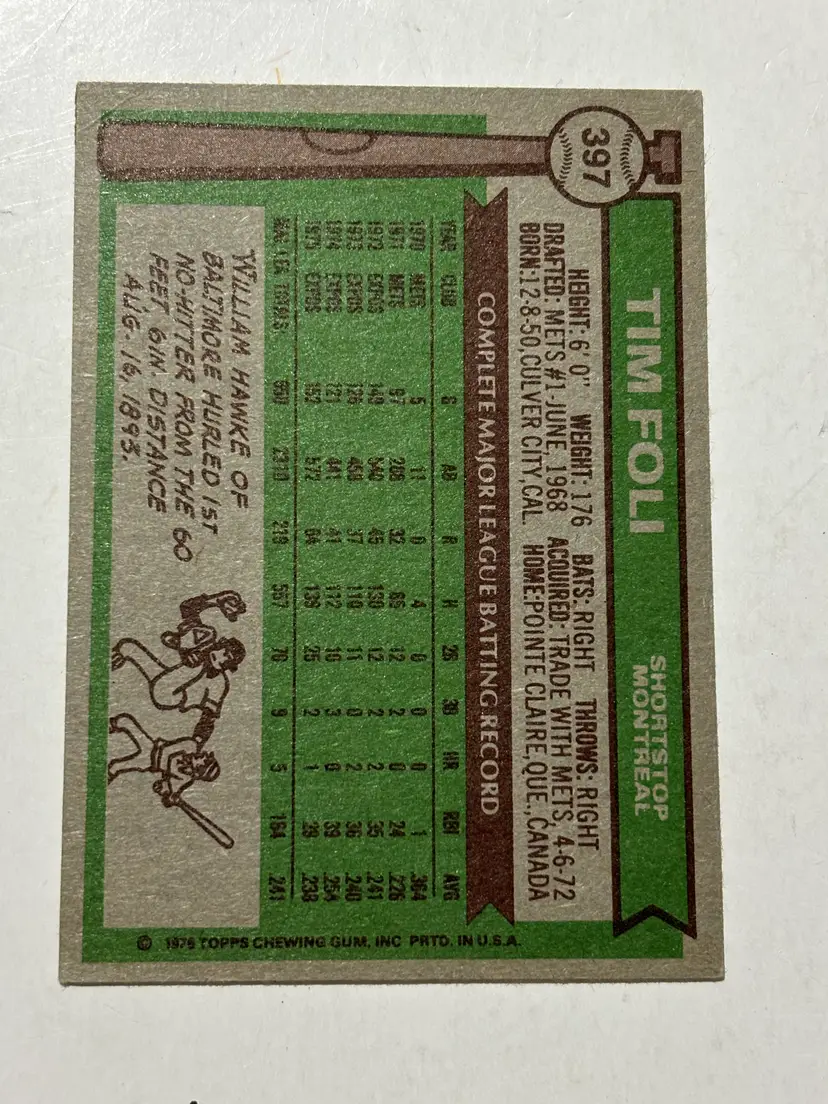 397
TIM FOLI
SHORTSTOP
MONTREAL
HEIGHT: 6' 0" WEIGHT: 176 BATS: RIGHT THROWS: RIGHT
DRAFTED: METS #1-JUNE, 1968 ACQUIRED: TRADE WITH METS, 4-6-72
BORN: 12-8-50, CULVER CITY, CAL. HOME: POINTE CLAIRE, QUE., CANADA
COMPLETE MAJOR LEAGUE BATTING RECORD
YEAR CLUB G AB R H 2B 3B HR RBI AVG
1970 METS 5 11 0 4 0 0 0 1 .364
1971 METS 97 288 32 65 12 2 0 24 .226
1972 EXPOS 149 540 45 130 12 2 2 35 .241
1973 EXPOS 126 458 37 110 11 0 2 36 .240
1974 EXPOS 121 441 41 112 10 3 0 39 .254
1975 EXPOS 152 572 64 136 25 2 1 29 .238
MAJ. LEA. TOTALS 650 2310 219 557 70 9 5 164 .241
WILLIAM HAWKE OF
BALTIMORE HURLED 1ST
NO-HITTER FROM THE 60
FEET 6IN DISTANCE
AUG. 16, 1893.
© 1976 TOPPS CHEWING GUM, INC PRTD. IN U.S.A.